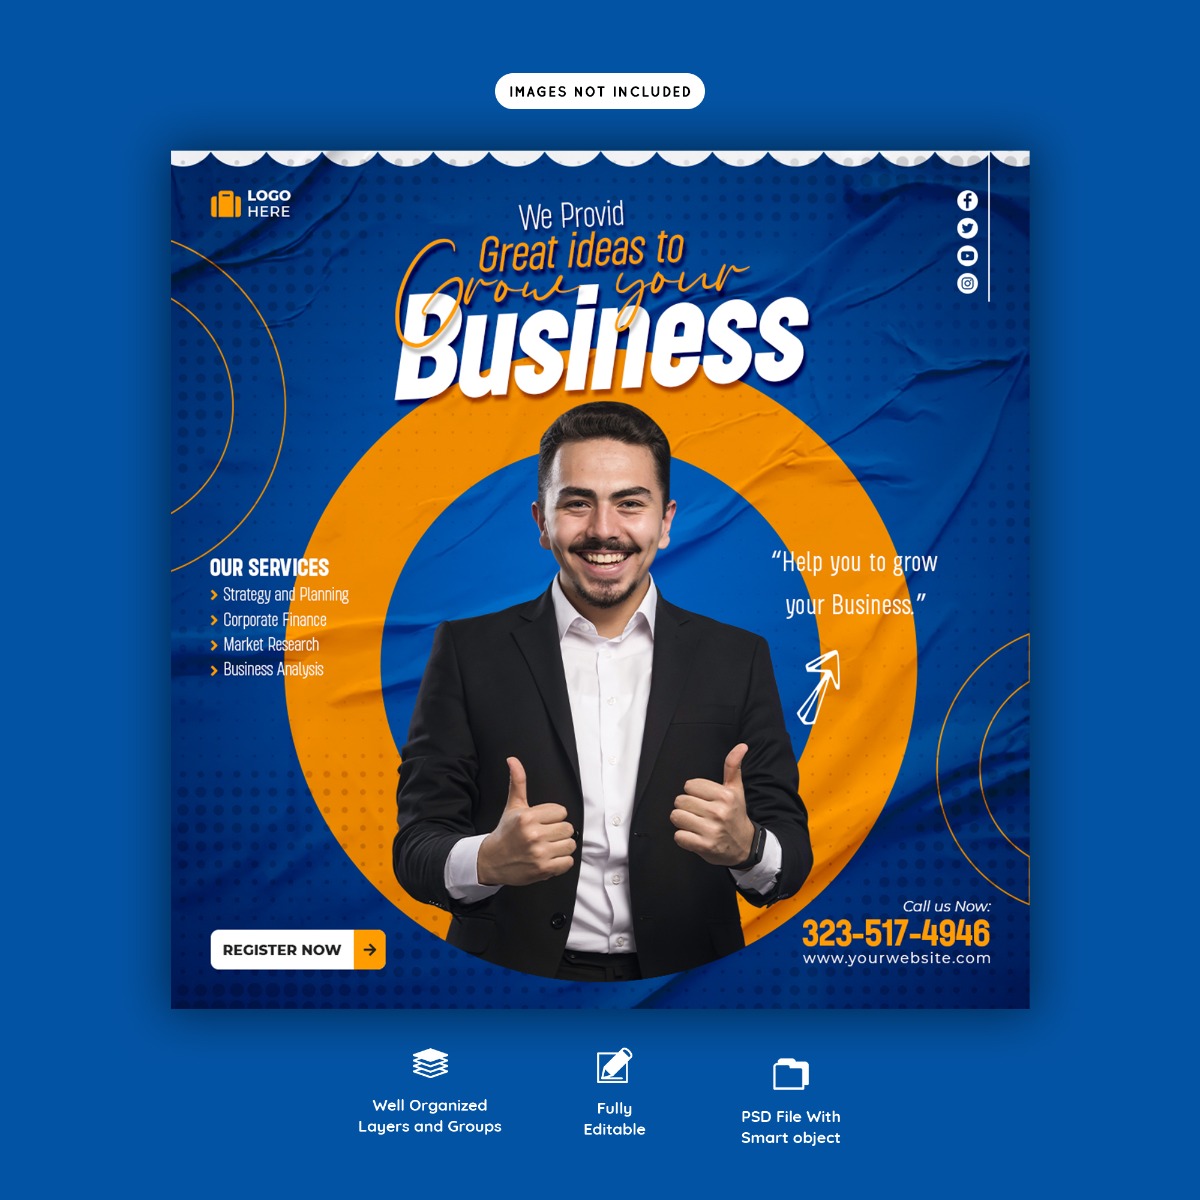 IMAGES NOT INCLUDED
LOGO
HERE
We Provid
Great ideas to
Grow your
Business
OUR SERVICES
Strategy and Planning
Corporate Finance
Market Research
Business Analysis
“Help you to grow
your Business.”
REGISTER NOW
Call us Now:
323-517-4946
www.yourwebsite.com
Well Organized
Layers and Groups
Fully
Editable
PSD File With
Smart object